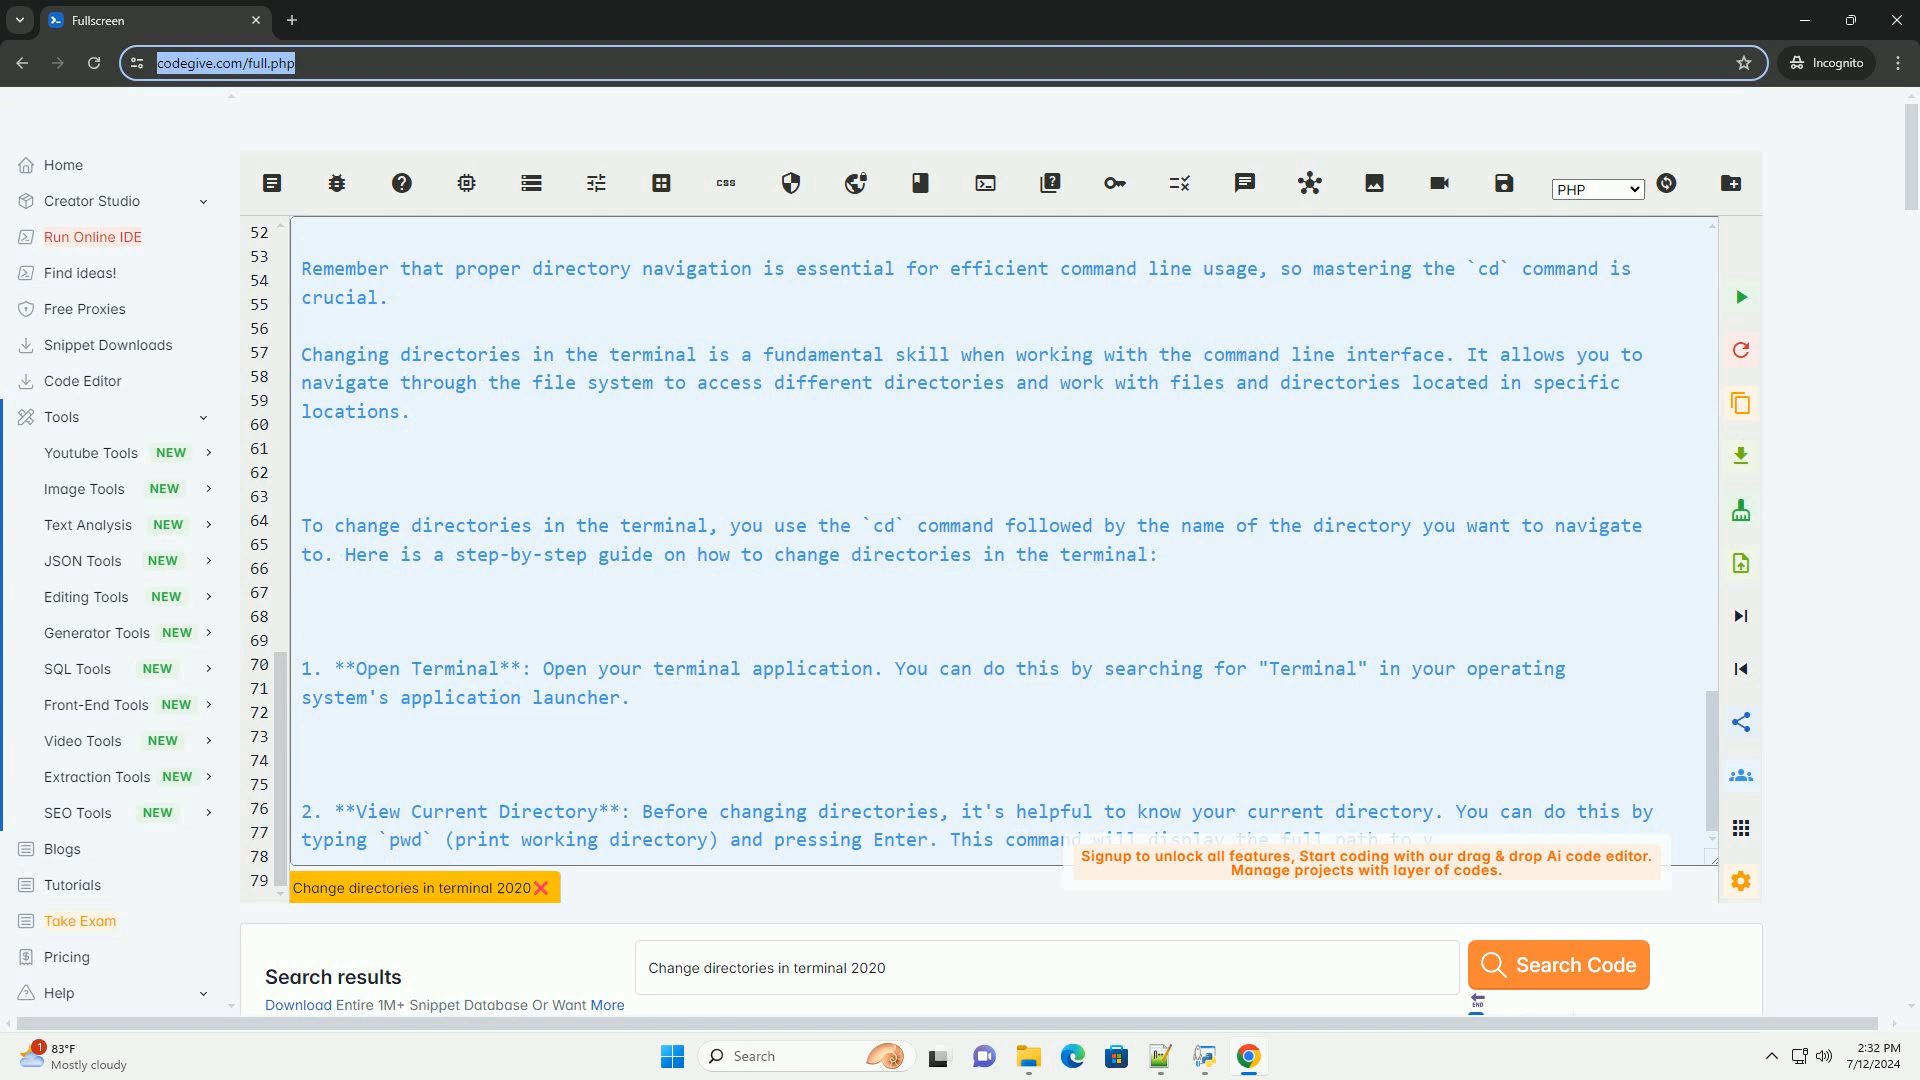 Fullscreen
codegive.com/full.php
Incognito
Home
Creator Studio
Run Online IDE
Find ideas!
Free Proxies
Snippet Downloads
Code Editor
Tools
Youtube Tools NEW
Image Tools NEW
Text Analysis NEW
JSON Tools NEW
Editing Tools NEW
Generator Tools NEW
SQL Tools NEW
Front-End Tools NEW
Video Tools NEW
Extraction Tools NEW
SEO Tools NEW
Blogs
Tutorials
Take Exam
Pricing
Help
css
PHP
52
53
54
55
56
57
58
59
60
61
62
63
64
65
66
67
68
69
70
71
72
73
74
75
76
77
78
79
Remember that proper directory navigation is essential for efficient command line usage, so mastering the `cd` command is
crucial.
Changing directories in the terminal is a fundamental skill when working with the command line interface. It allows you to
navigate through the file system to access different directories and work with files and directories located in specific
locations.
To change directories in the terminal, you use the `cd` command followed by the name of the directory you want to navigate
to. Here is a step-by-step guide on how to change directories in the terminal:
1. **Open Terminal**: Open your terminal application. You can do this by searching for "Terminal" in your operating
system's application launcher.
2. **View Current Directory**: Before changing directories, it's helpful to know your current directory. You can do this by
typing `pwd` (print working directory) and pressing Enter. This command will display the full path to y
Signup to unlock all features, Start coding with our drag & drop Ai code editor.
Manage projects with layer of codes.
Change directories in terminal 2020
Search results
Change directories in terminal 2020
Search Code
Download Entire 1M+ Snippet Database Or Want More
END
1
83°F
Mostly cloudy
Search
2:32 PM
7/12/2024